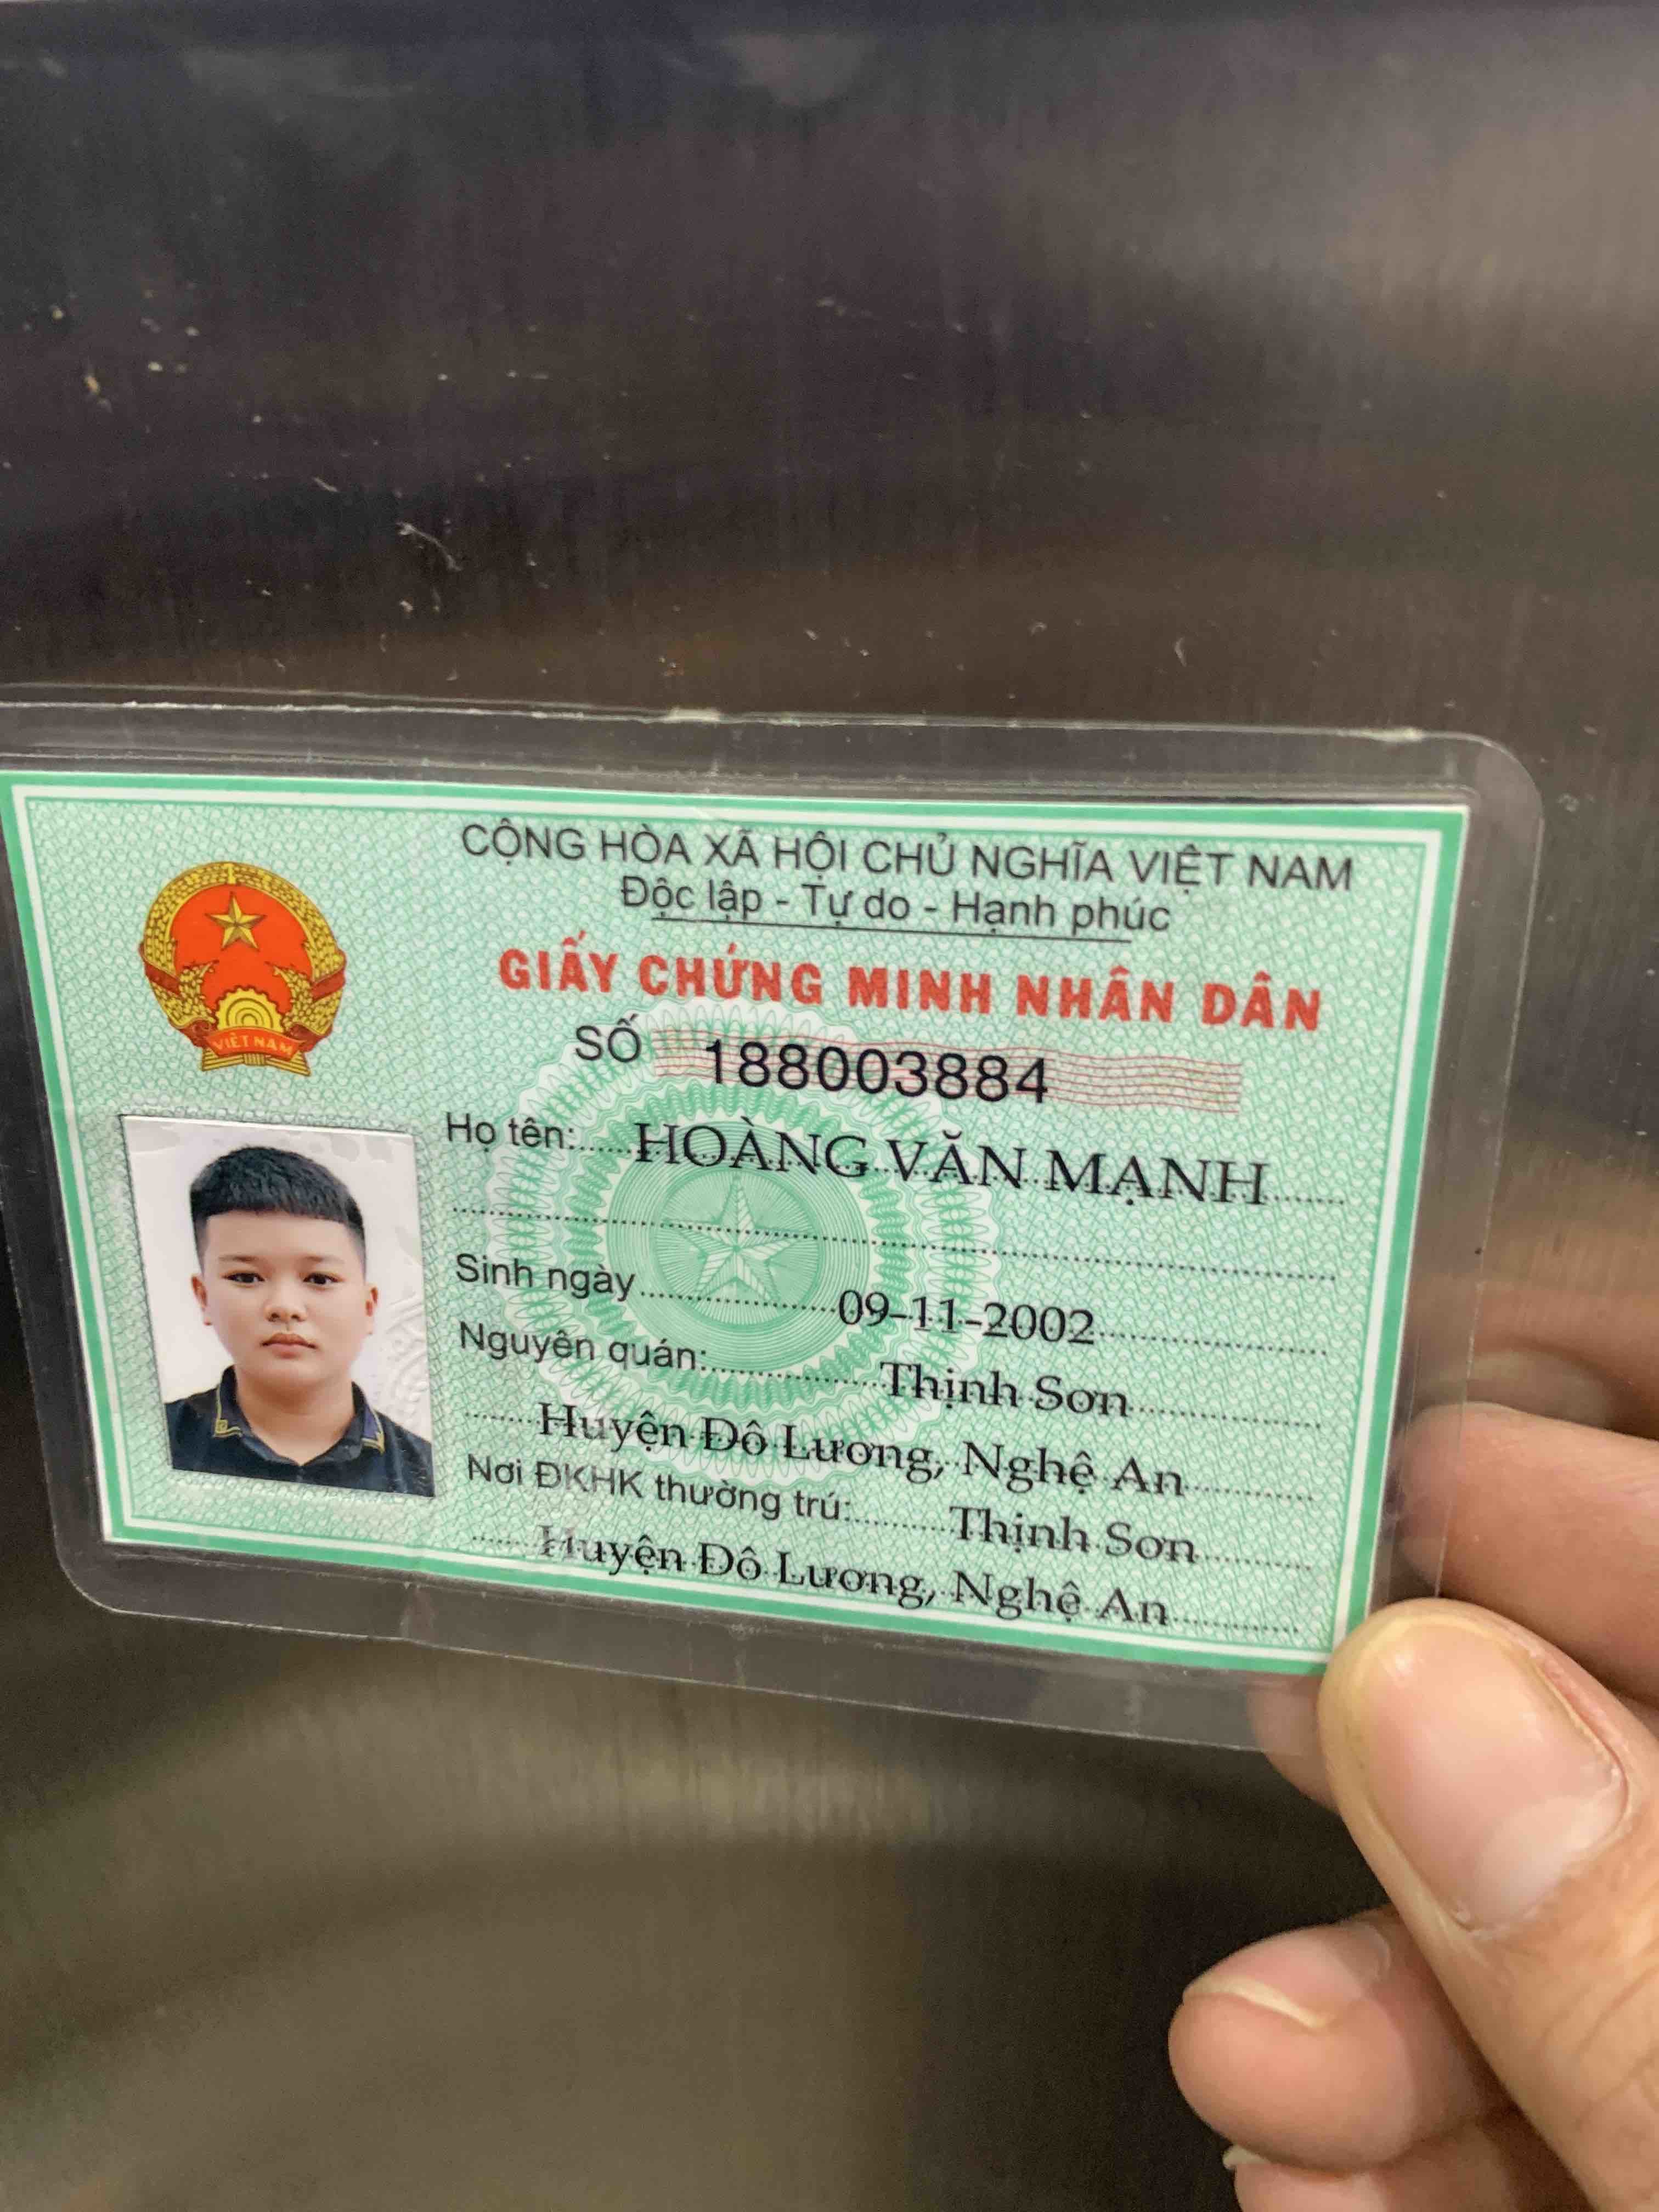 CỘNG HÒA XÃ HỘI CHỦ NGHĨA VIỆT NAM
Độc lập - Tự do - Hạnh phúc
GIẤY CHỨNG MINH NHÂN DÂN
SỐ 188003884
VIỆT NAM
Họ tên: HOÀNG VĂN MẠNH
Sinh ngày 09-11-2002
Nguyên quán: Thịnh Sơn
Huyện Đô Lương, Nghệ An
Nơi ĐKHK thường trú: Thịnh Sơn
Huyện Đô Lương, Nghệ An